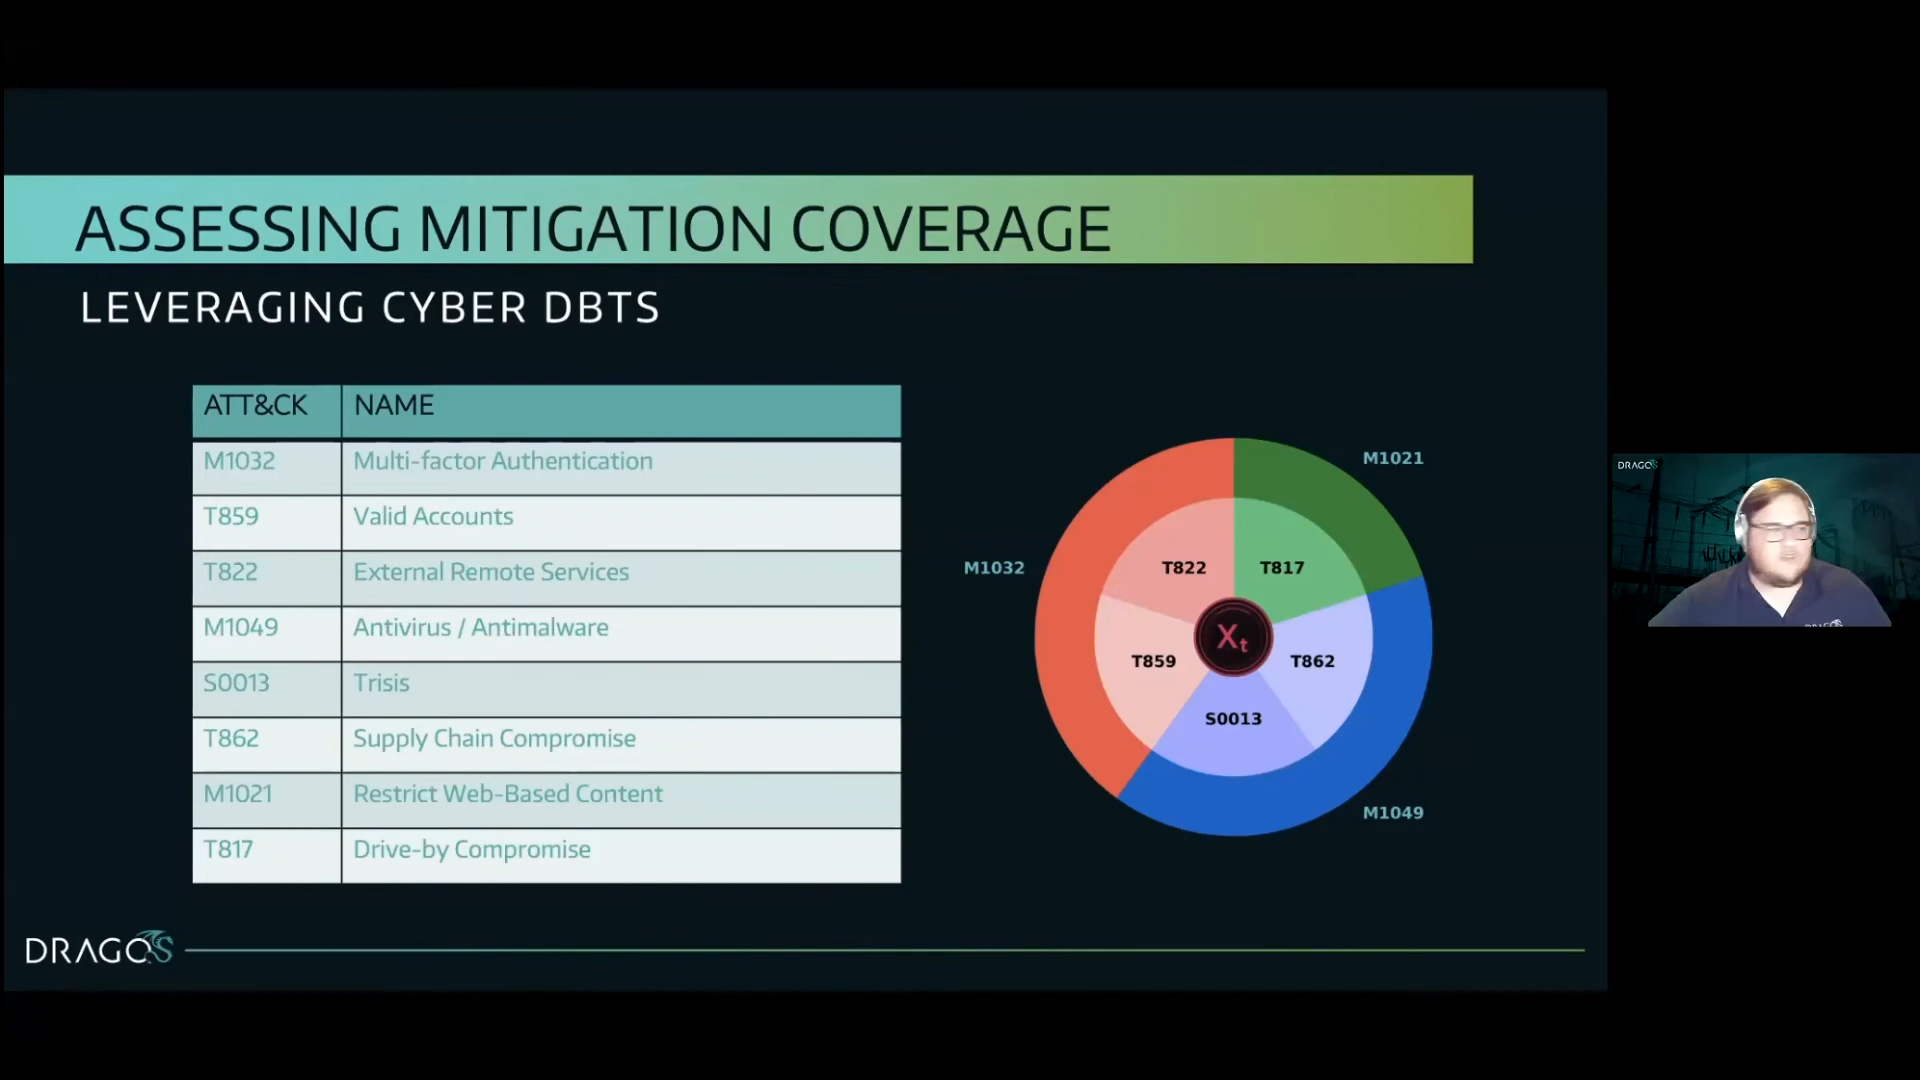 ASSESSING MITIGATION COVERAGE
LEVERAGING CYBER DBTS
ATT&CK NAME
M1032 Multi-factor Authentication
T859 Valid Accounts
T822 External Remote Services
M1049 Antivirus / Antimalware
S0013 Trisis
T862 Supply Chain Compromise
M1021 Restrict Web-Based Content
T817 Drive-by Compromise
M1021
M1032
T822 T817
Xt
T859 T862
S0013
M1049
DRAGOS
DRAGOS
DRAGOS